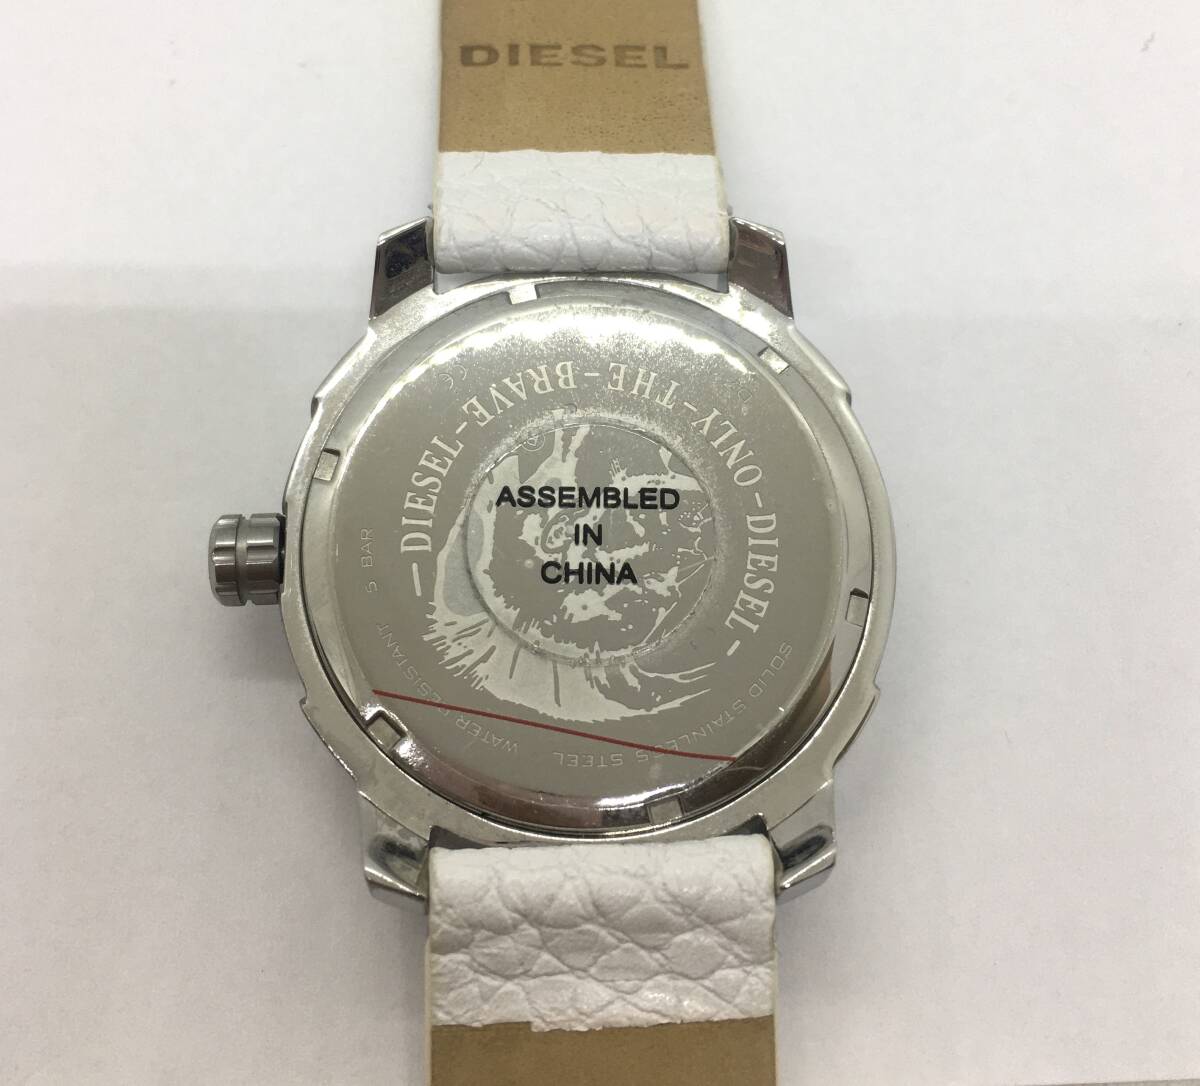 DIESEL
—DIESEL-BRAVE-THE-ONLY-DIESEL-
ASSEMBLED
IN
CHINA
SOLID STAINLESS STEEL
WATER RESISTANT 5 BAR